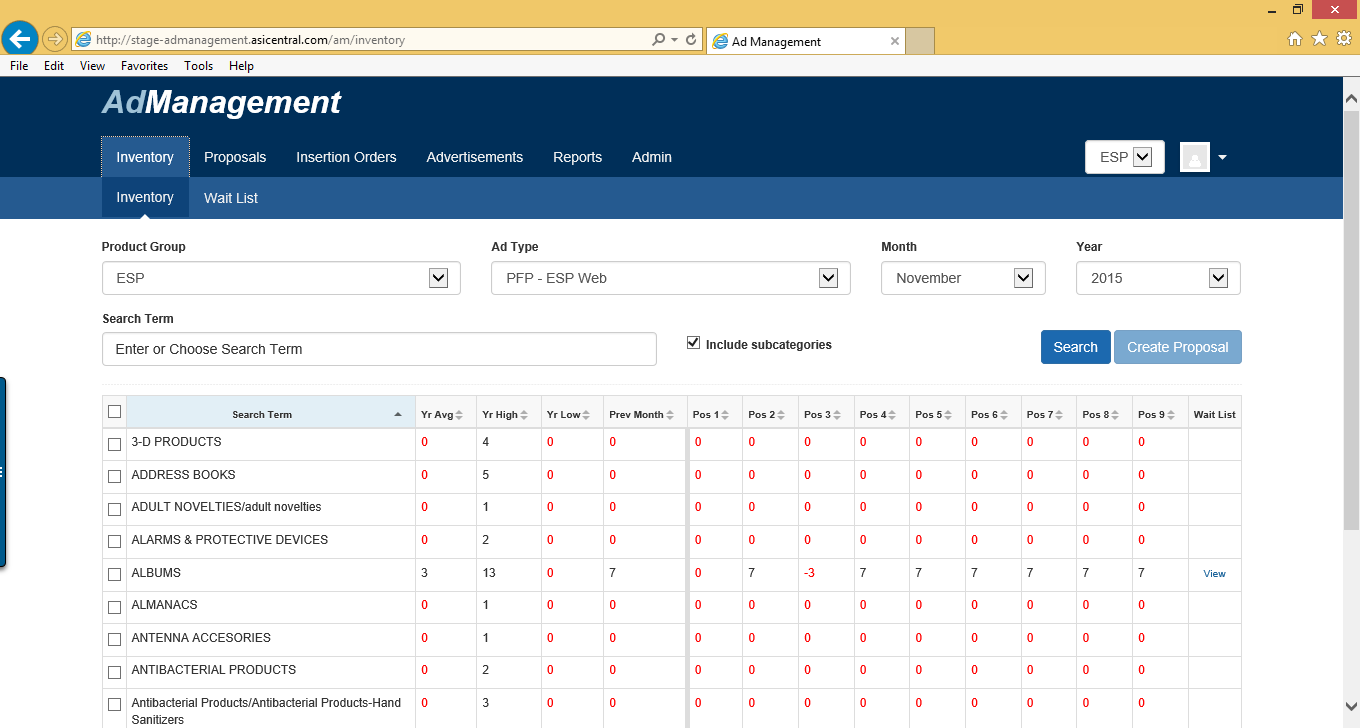 http://stage-admanagement.asicentral.com/am/inventory
Ad Management
File Edit View Favorites Tools Help
AdManagement
Inventory Proposals Insertion Orders Advertisements Reports Admin ESP
Inventory Wait List
Product Group Ad Type Month Year
ESP PFP - ESP Web November 2015
Search Term
Enter or Choose Search Term Include subcategories Search Create Proposal
Search Term Yr Avg Yr High Yr Low Prev Month Pos 1 Pos 2 Pos 3 Pos 4 Pos 5 Pos 6 Pos 7 Pos 8 Pos 9 Wait List
3-D PRODUCTS 0 4 0 0 0 0 0 0 0 0 0 0 0
ADDRESS BOOKS 0 5 0 0 0 0 0 0 0 0 0 0 0
ADULT NOVELTIES/adult novelties 0 1 0 0 0 0 0 0 0 0 0 0 0
ALARMS & PROTECTIVE DEVICES 0 2 0 0 0 0 0 0 0 0 0 0 0
ALBUMS 3 13 0 7 0 7 -3 7 7 7 7 7 7 View
ALMANACS 0 1 0 0 0 0 0 0 0 0 0 0 0
ANTENNA ACCESORIES 0 1 0 0 0 0 0 0 0 0 0 0 0
ANTIBACTERIAL PRODUCTS 0 2 0 0 0 0 0 0 0 0 0 0 0
Antibacterial Products/Antibacterial Products-Hand 0 3 0 0 0 0 0 0 0 0 0 0 0
Sanitizers